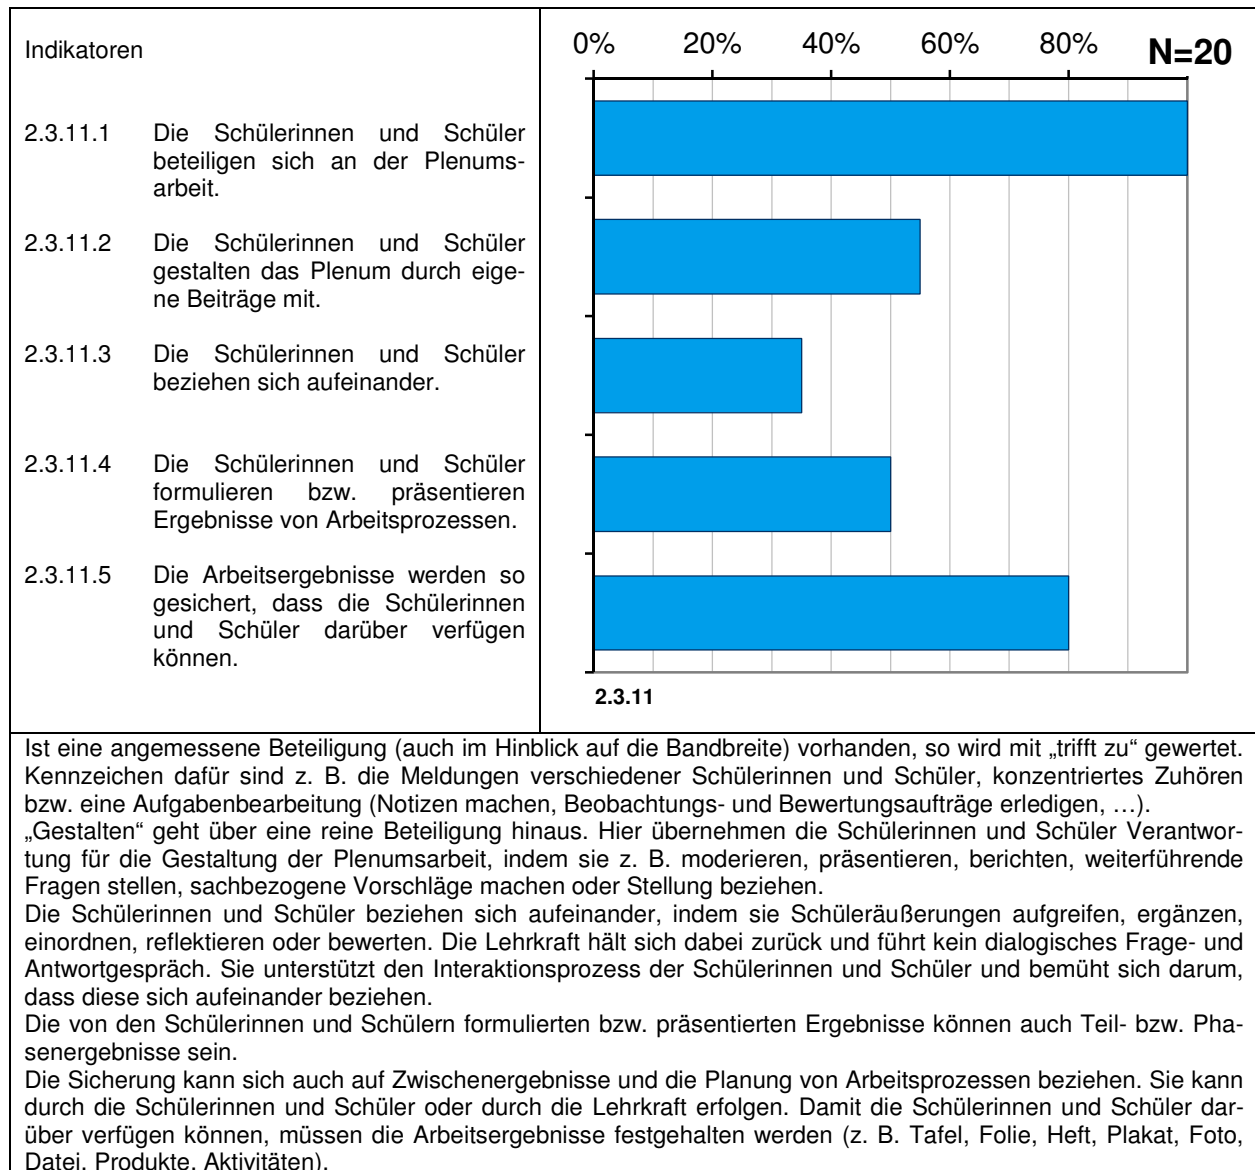 Indikatoren
0% 20% 40% 60% 80% N=20
2.3.11.1 Die Schülerinnen und Schüler
beteiligen sich an der Plenums-
arbeit.
2.3.11.2 Die Schülerinnen und Schüler
gestalten das Plenum durch eige-
ne Beiträge mit.
2.3.11.3 Die Schülerinnen und Schüler
beziehen sich aufeinander.
2.3.11.4 Die Schülerinnen und Schüler
formulieren bzw. präsentieren
Ergebnisse von Arbeitsprozessen.
2.3.11.5 Die Arbeitsergebnisse werden so
gesichert, dass die Schülerinnen
und Schüler darüber verfügen
können.
2.3.11
Ist eine angemessene Beteiligung (auch im Hinblick auf die Bandbreite) vorhanden, so wird mit „trifft zu“ gewertet.
Kennzeichen dafür sind z. B. die Meldungen verschiedener Schülerinnen und Schüler, konzentriertes Zuhören
bzw. eine Aufgabenbearbeitung (Notizen machen, Beobachtungs- und Bewertungsaufträge erledigen, …).
„Gestalten“ geht über eine reine Beteiligung hinaus. Hier übernehmen die Schülerinnen und Schüler Verantwor-
tung für die Gestaltung der Plenumsarbeit, indem sie z. B. moderieren, präsentieren, berichten, weiterführende
Fragen stellen, sachbezogene Vorschläge machen oder Stellung beziehen.
Die Schülerinnen und Schüler beziehen sich aufeinander, indem sie Schüleräußerungen aufgreifen, ergänzen,
einordnen, reflektieren oder bewerten. Die Lehrkraft hält sich dabei zurück und führt kein dialogisches Frage- und
Antwortgespräch. Sie unterstützt den Interaktionsprozess der Schülerinnen und Schüler und bemüht sich darum,
dass diese sich aufeinander beziehen.
Die von den Schülerinnen und Schülern formulierten bzw. präsentierten Ergebnisse können auch Teil- bzw. Pha-
senergebnisse sein.
Die Sicherung kann sich auch auf Zwischenergebnisse und die Planung von Arbeitsprozessen beziehen. Sie kann
durch die Schülerinnen und Schüler oder durch die Lehrkraft erfolgen. Damit die Schülerinnen und Schüler dar-
über verfügen können, müssen die Arbeitsergebnisse festgehalten werden (z. B. Tafel, Folie, Heft, Plakat, Foto,
Datei, Produkte, Aktivitäten).